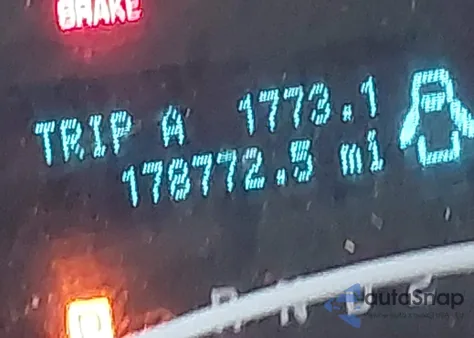 BRAKE
TRIP A 1773.1
178772.5 mi
autoSnap